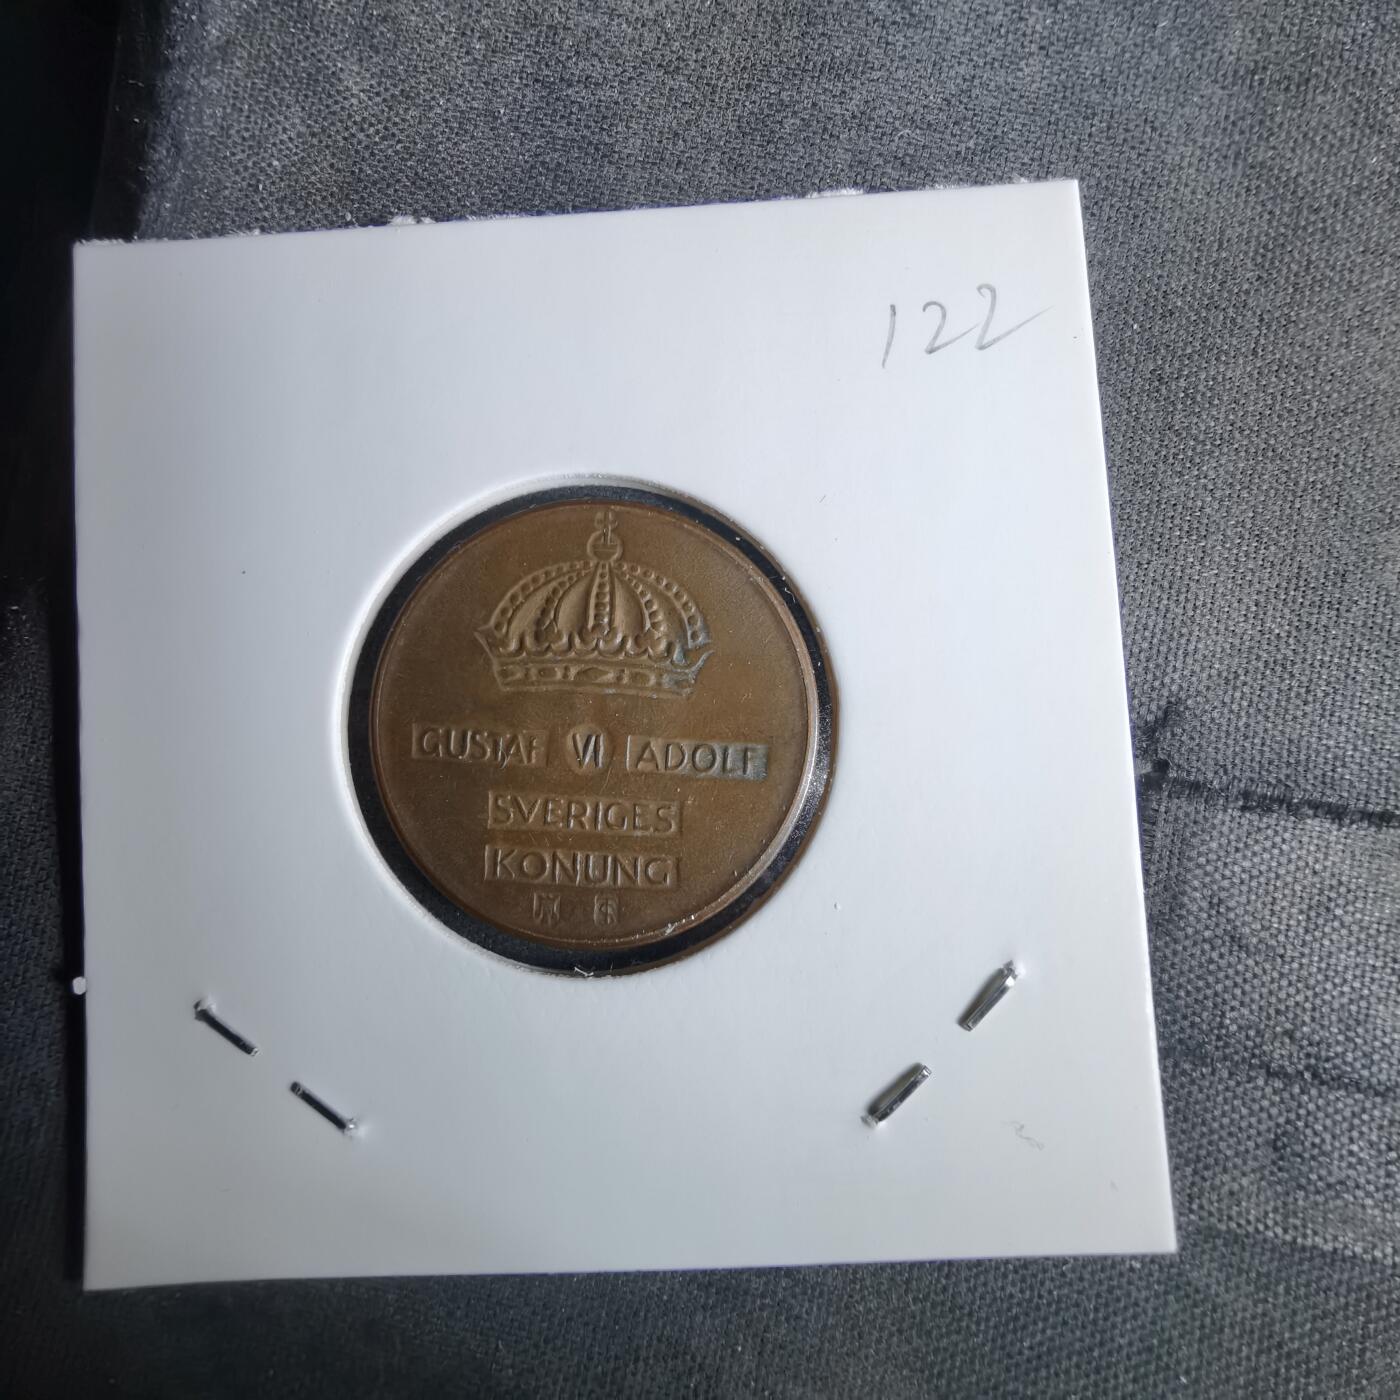 122
GUSTAF VI ADOLF
SVERIGES
KONUNG